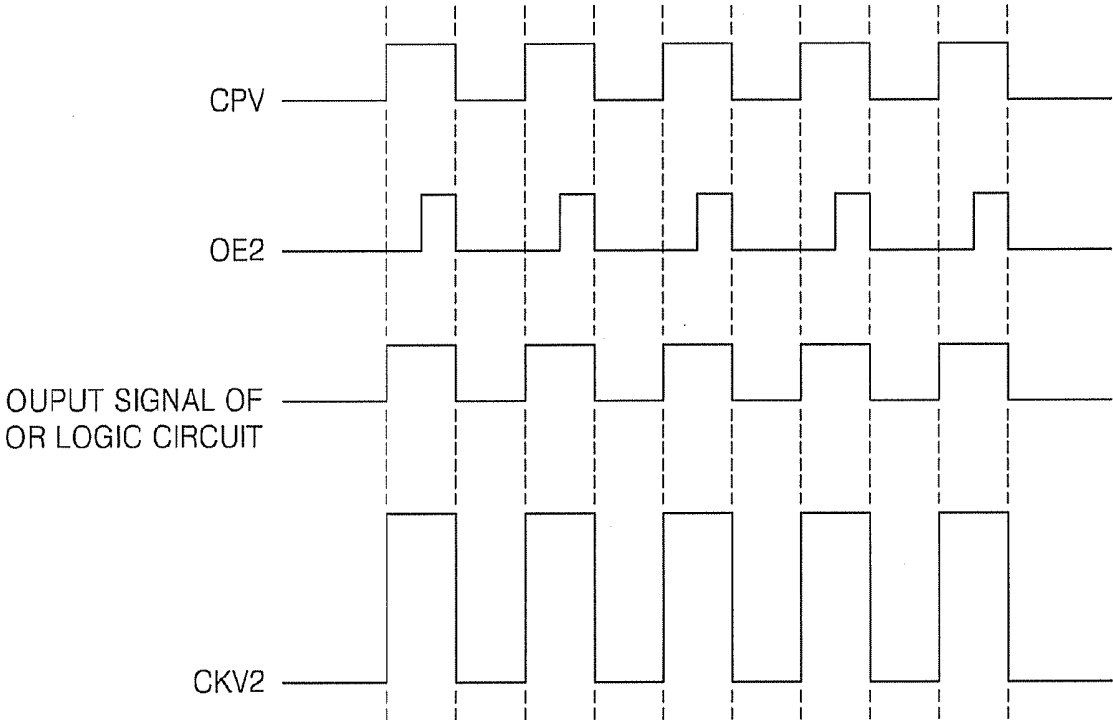 CPV
OE2
OUPUT SIGNAL OF
OR LOGIC CIRCUIT
CKV2